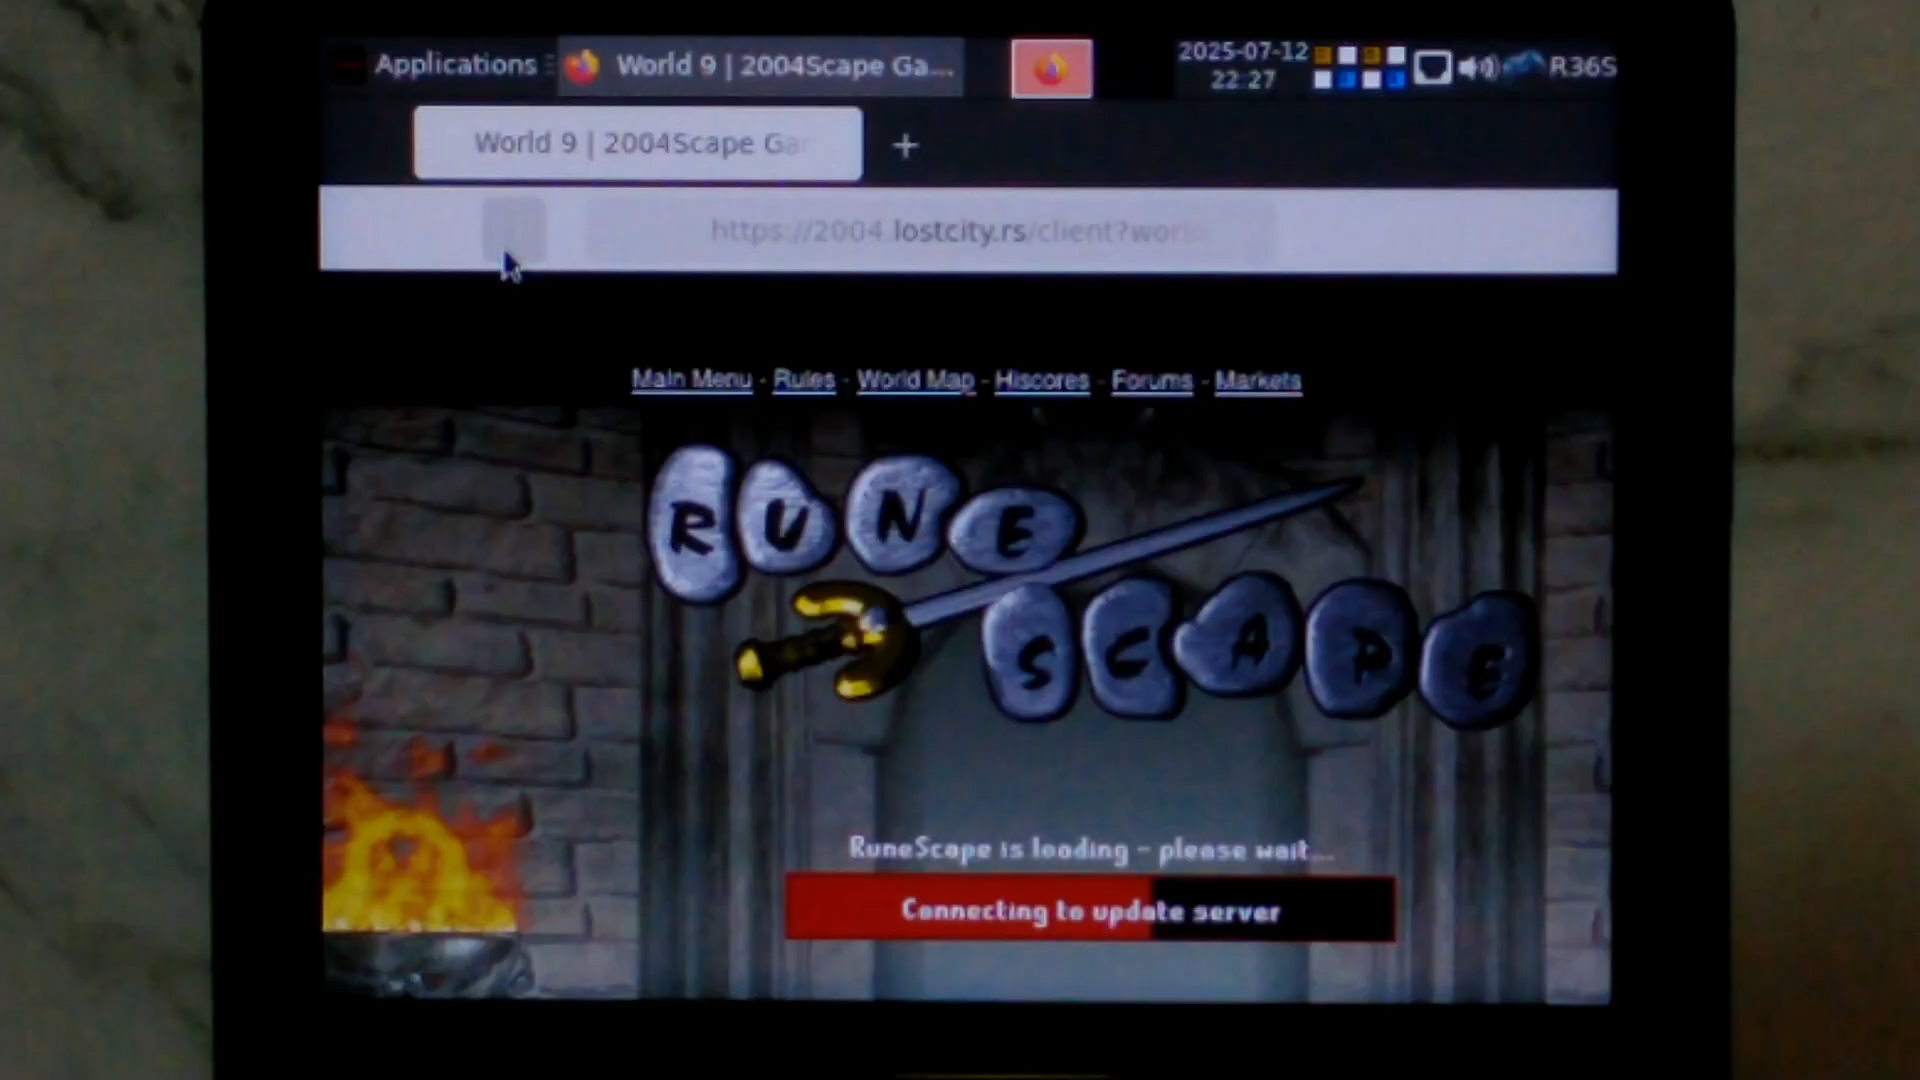 Applications
World 9 | 2004Scape Ga...
2025-07-12
22:27
R36S
World 9 | 2004Scape Ga
+
https://2004.lostcity.rs/client?worl
Main Menu - Rules - World Map - Hiscores - Forums - Markets
RUNE
SCAPE
RuneScape is loading - please wait...
Connecting to update server